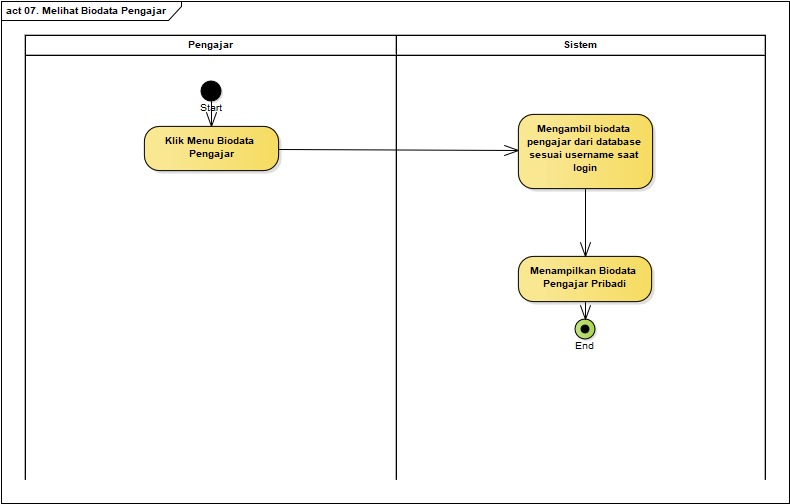 act 07. Melihat Biodata Pengajar
Pengajar
Sistem
Start
Klik Menu Biodata
Pengajar
Mengambil biodata
pengajar dari database
sesuai username saat
login
Menampilkan Biodata
Pengajar Pribadi
End